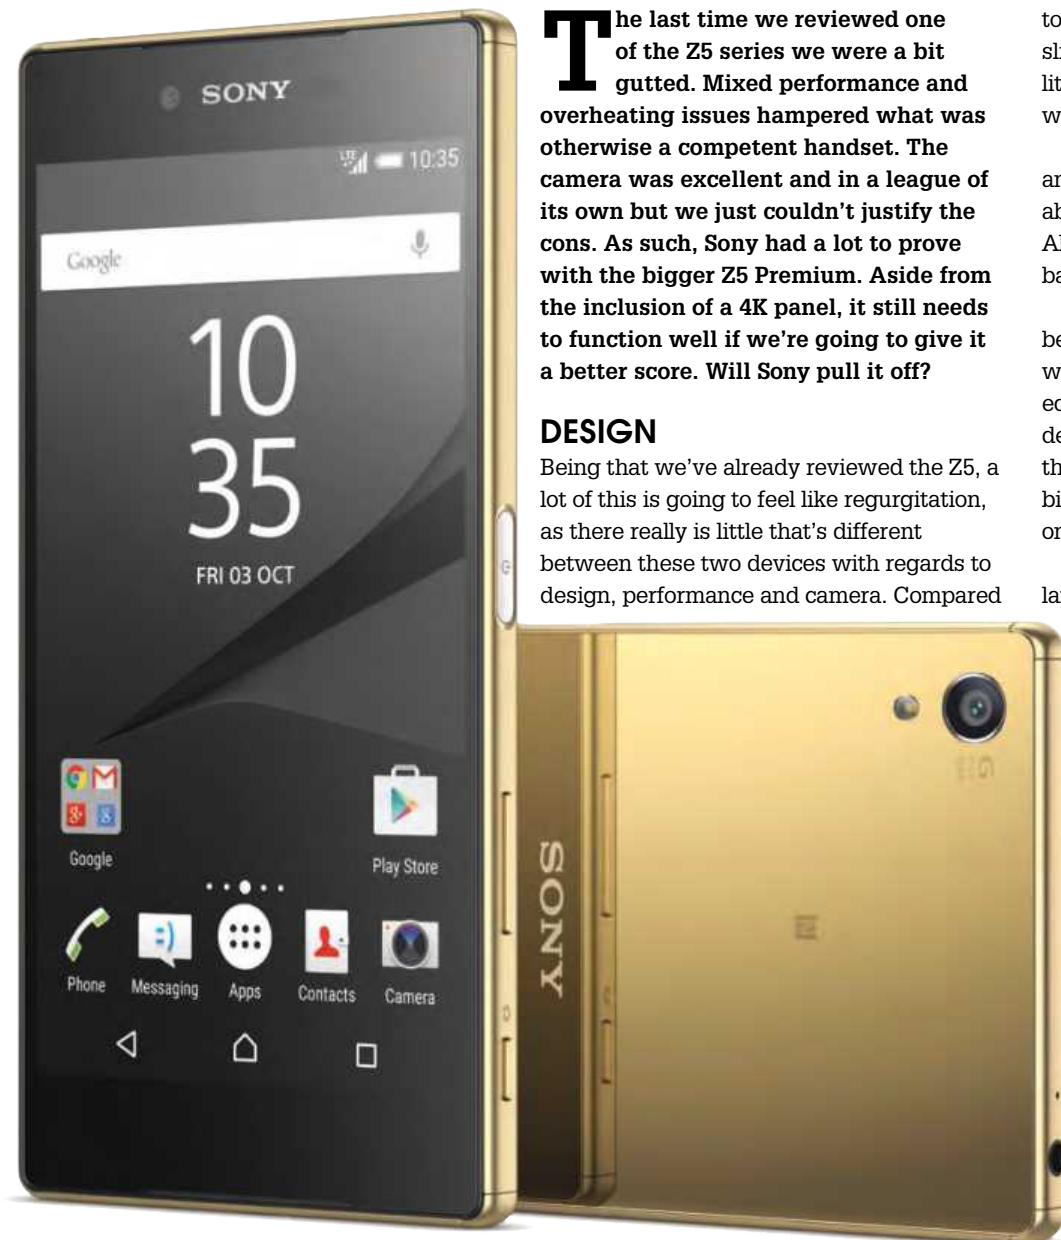 SONY
LTE 10:35
Google
10
35
FRI 03 OCT
Google
Play Store
Phone
Messaging
Apps
Contacts
Camera
SONY
The last time we reviewed one
of the Z5 series we were a bit
gutted. Mixed performance and
overheating issues hampered what was
otherwise a competent handset. The
camera was excellent and in a league of
its own but we just couldn’t justify the
cons. As such, Sony had a lot to prove
with the bigger Z5 Premium. Aside from
the inclusion of a 4K panel, it still needs
to function well if we’re going to give it
a better score. Will Sony pull it off?
DESIGN
Being that we’ve already reviewed the Z5, a
lot of this is going to feel like regurgitation,
as there really is little that’s different
between these two devices with regards to
design, performance and camera. Compared
to